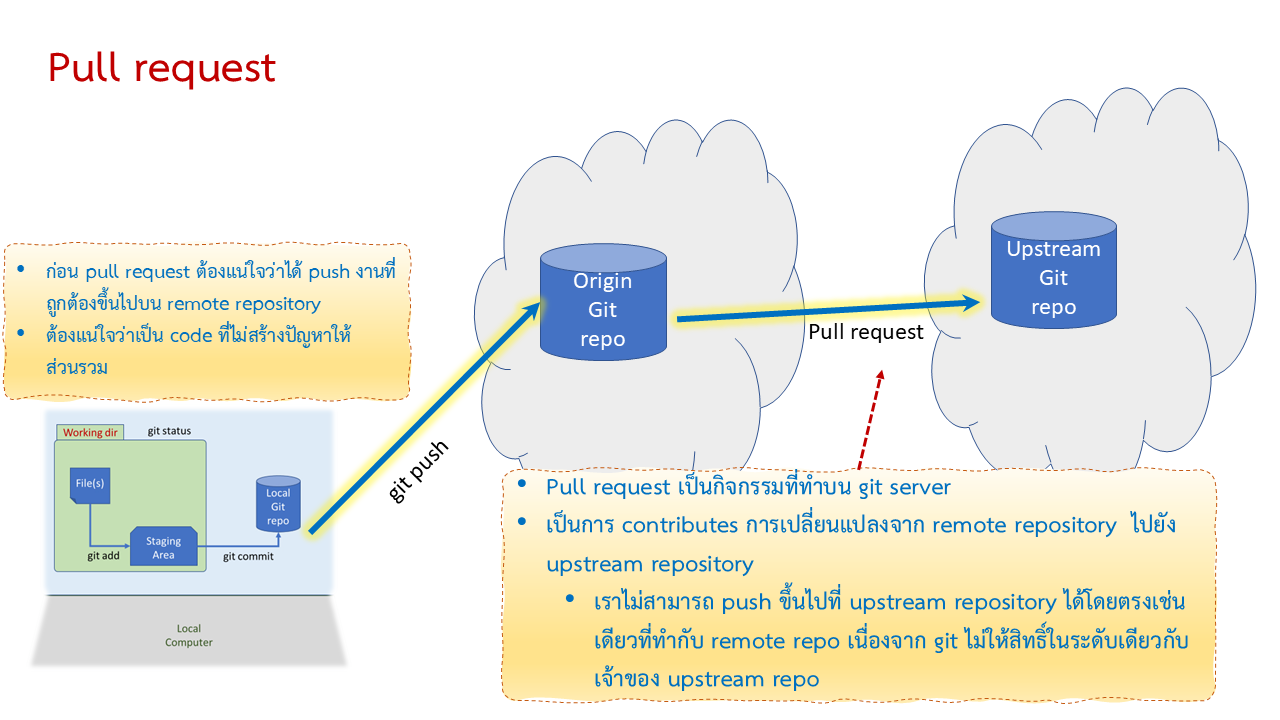 Pull request
• ก่อน pull request ต้องแน่ใจว่าได้ push งานที่
ถูกต้องขึ้นไปบน remote repository
• ต้องแน่ใจว่าเป็น code ที่ไม่สร้างปัญหาให้
ส่วนรวม
Working dir
git status
File(s)
Local
Git
repo
Staging
Area
git add
git commit
Local
Computer
git push
Origin
Git
repo
Pull request
Upstream
Git
repo
• Pull request เป็นกิจกรรมที่ทำบน git server
• เป็นการ contributes การเปลี่ยนแปลงจาก remote repository ไปยัง
upstream repository
• เราไม่สามารถ push ขึ้นไปที่ upstream repository ได้โดยตรงเช่น
เดียวที่ทำกับ remote repo เนื่องจาก git ไม่ให้สิทธิ์ในระดับเดียวกับ
เจ้าของ upstream repo